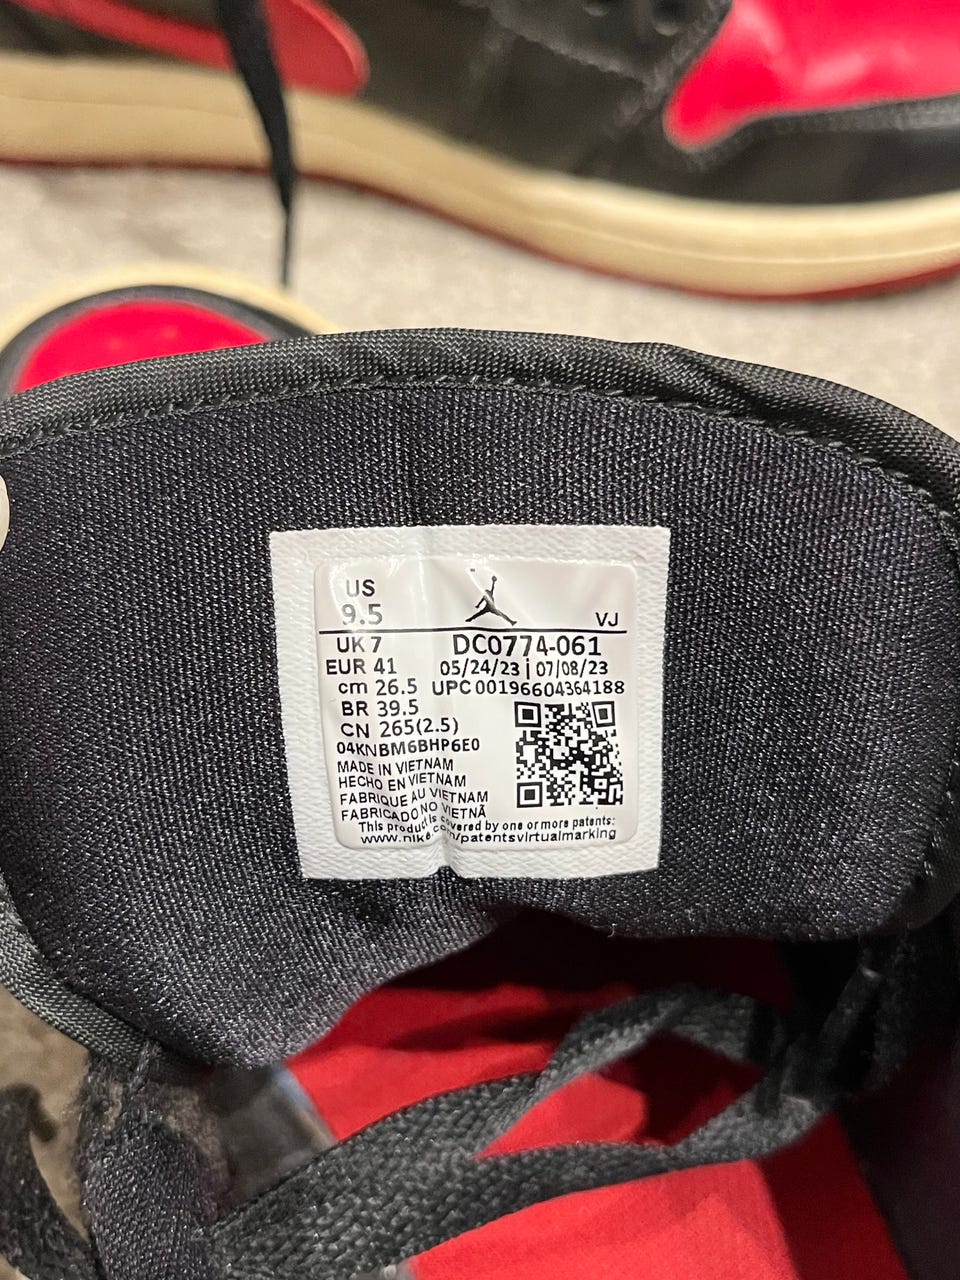 US
9.5
VJ
UK 7
DC0774-061
EUR 41
05/24/23 | 07/08/23
cm 26.5
UPC 00196604364188
BR 39.5
CN 265(2.5)
04KNBM6BHP6E0
MADE IN VIETNAM
HECHO EN VIETNAM
FABRIQUE AU VIETNAM
FABRICADO NO VIETNÃ
This product is covered by one or more patents:
www.nike.com/patentsvirtualmarking